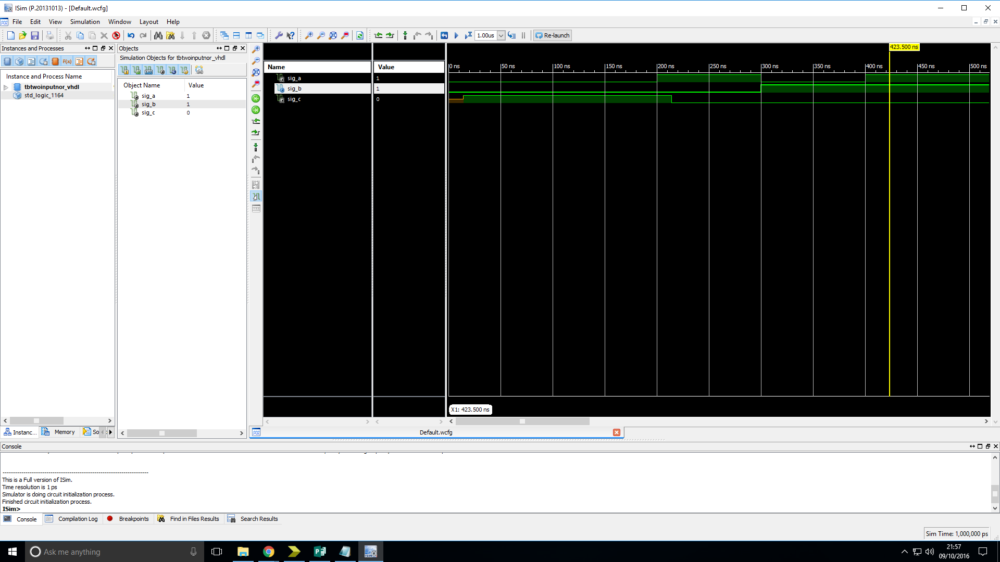 ISim (P.20131013) - [Default.wcfg]
File Edit View Simulation Window Layout Help
1.00us Re-launch
Instances and Processes
Instance and Process Name
tbtwoinputnor_vhdl
std_logic_1164
Instanc... Memory So
Objects
Simulation Objects for tbtwoinputnor_vhdl
Object Name Value
sig_a 1
sig_b 1
sig_c 0
Name Value
sig_a 1
sig_b 1
sig_c 0
423.500 ns
0 ns 50 ns 100 ns 150 ns 200 ns 250 ns 300 ns 350 ns 400 ns 450 ns 500 ns
X1: 423.500 ns
Default.wcfg
Console
This is a Full version of ISim.
Time resolution is 1 ps
Simulator is doing circuit initialization process.
Finished circuit initialization process.
ISim>
Console Compilation Log Breakpoints Find in Files Results Search Results
Sim Time: 1,000,000 ps
Ask me anything
21:57
09/10/2016